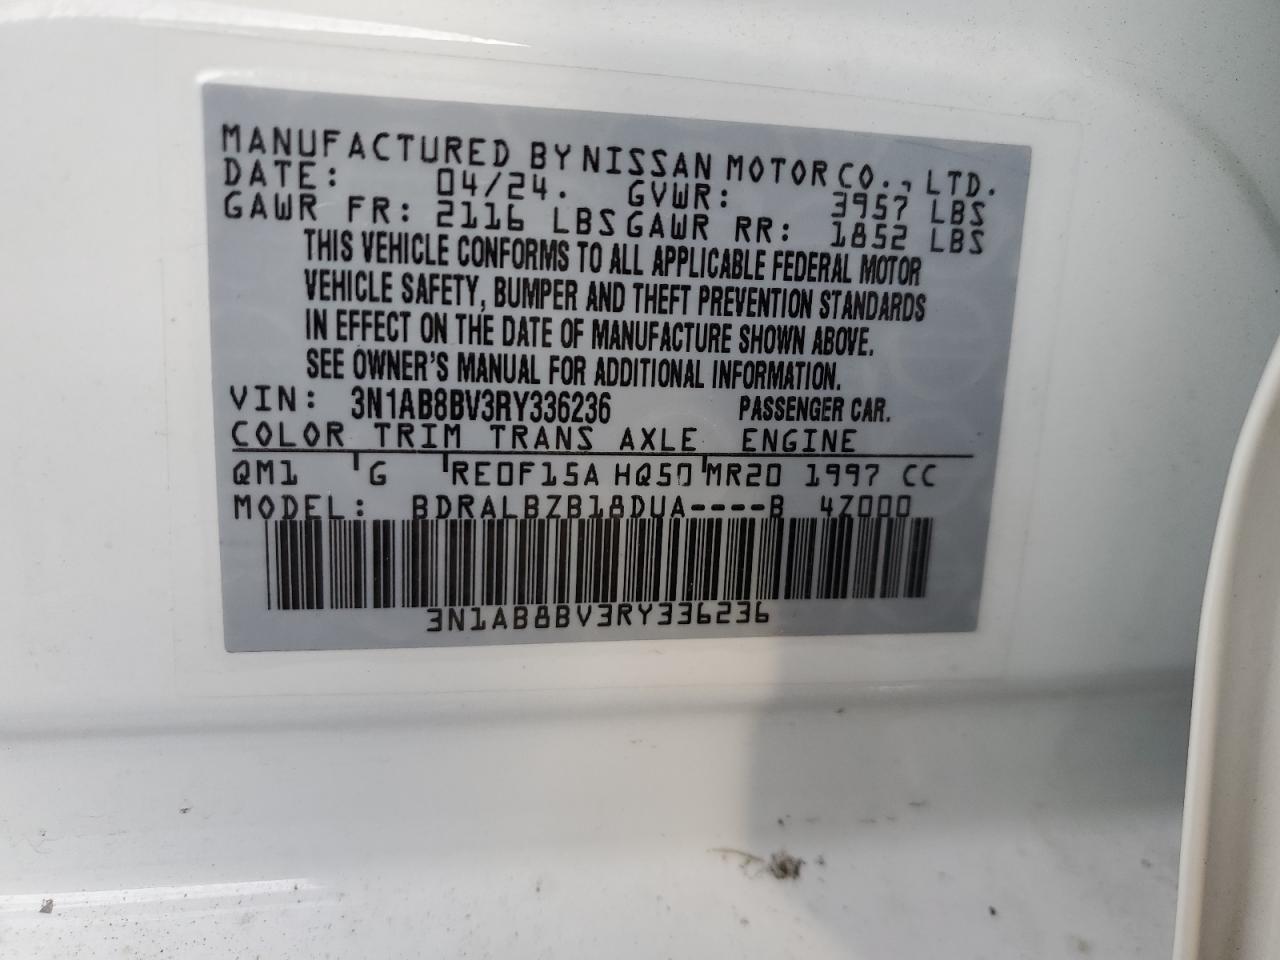 MANUFACTURED BY NISSAN MOTOR CO., LTD.
DATE: 04/24. GVWR: 3957 LBS
GAWR FR: 2116 LBS GAWR RR: 1852 LBS
THIS VEHICLE CONFORMS TO ALL APPLICABLE FEDERAL MOTOR
VEHICLE SAFETY, BUMPER AND THEFT PREVENTION STANDARDS
IN EFFECT ON THE DATE OF MANUFACTURE SHOWN ABOVE.
SEE OWNER'S MANUAL FOR ADDITIONAL INFORMATION.
VIN: 3N1AB8BV3RY336236 PASSENGER CAR.
COLOR TRIM TRANS AXLE ENGINE
QM1 G RE0F15A HQ50 MR20 1997 CC
MODEL: BDRALBZB18DUA----B 4Z000
3N1AB8BV3RY336236